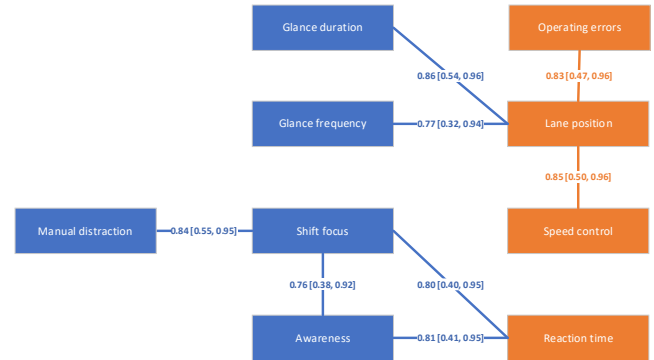 Glance duration
Operating errors
0.86 [0.54, 0.96]
0.83 [0.47, 0.96]
Glance frequency
0.77 [0.32, 0.94]
Lane position
0.85 [0.50, 0.96]
Manual distraction
0.84 [0.55, 0.95]
Shift focus
Speed control
0.76 [0.38, 0.92]
0.80 [0.40, 0.95]
Awareness
0.81 [0.41, 0.95]
Reaction time